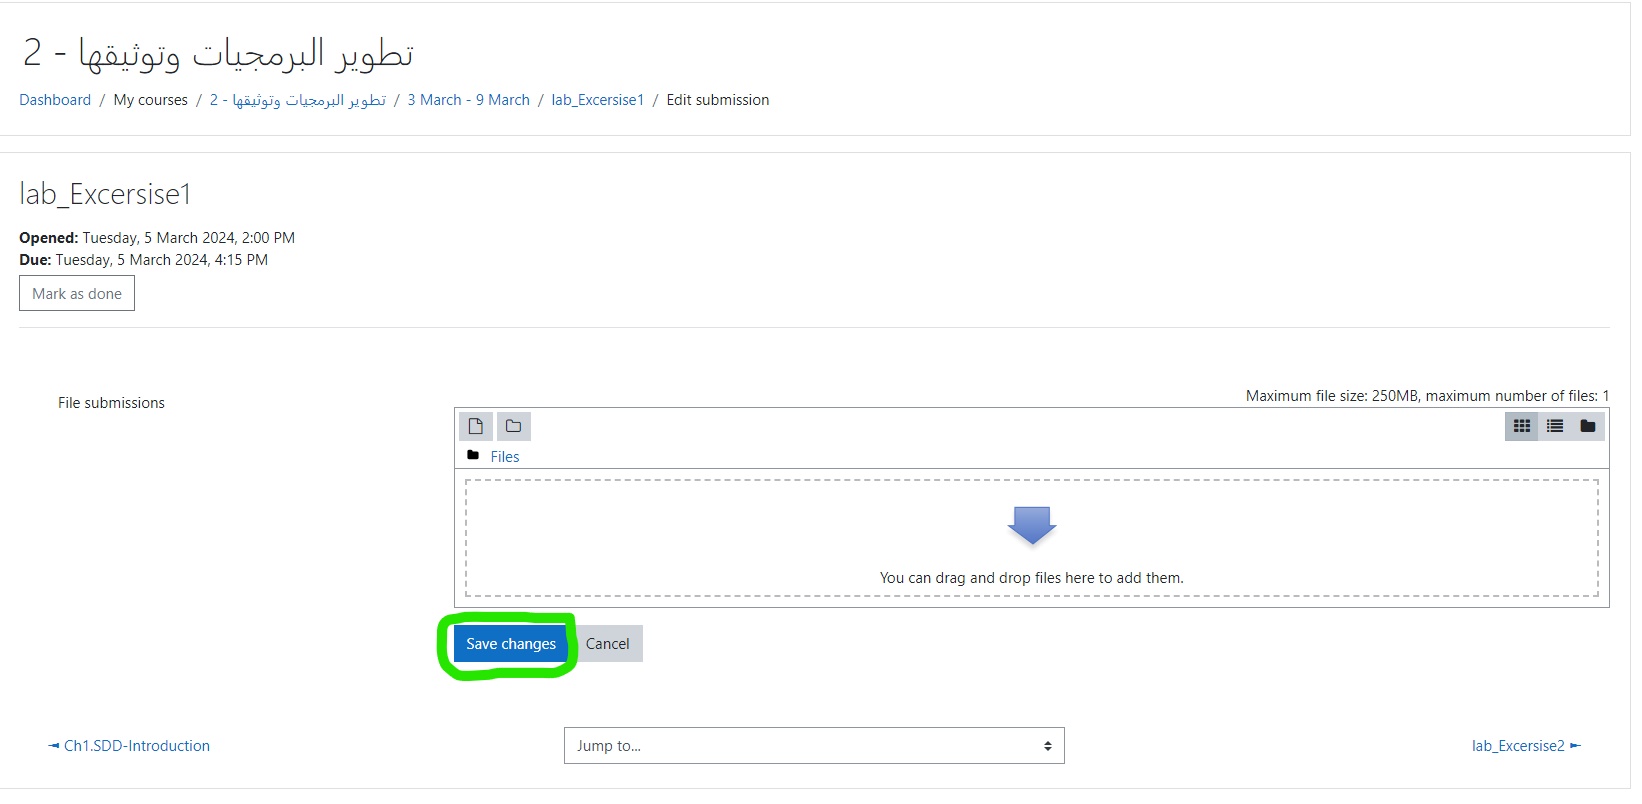 تطوير البرمجيات وتوثيقها - 2
Dashboard / My courses / تطوير البرمجيات وتوثيقها - 2 / 3 March - 9 March / lab_Excersise1 / Edit submission
lab_Excersise1
Opened: Tuesday, 5 March 2024, 2:00 PM
Due: Tuesday, 5 March 2024, 4:15 PM
Mark as done
File submissions
Maximum file size: 250MB, maximum number of files: 1
Files
You can drag and drop files here to add them.
Save changes Cancel
◄ Ch1.SDD-Introduction Jump to... lab_Excersise2 ►